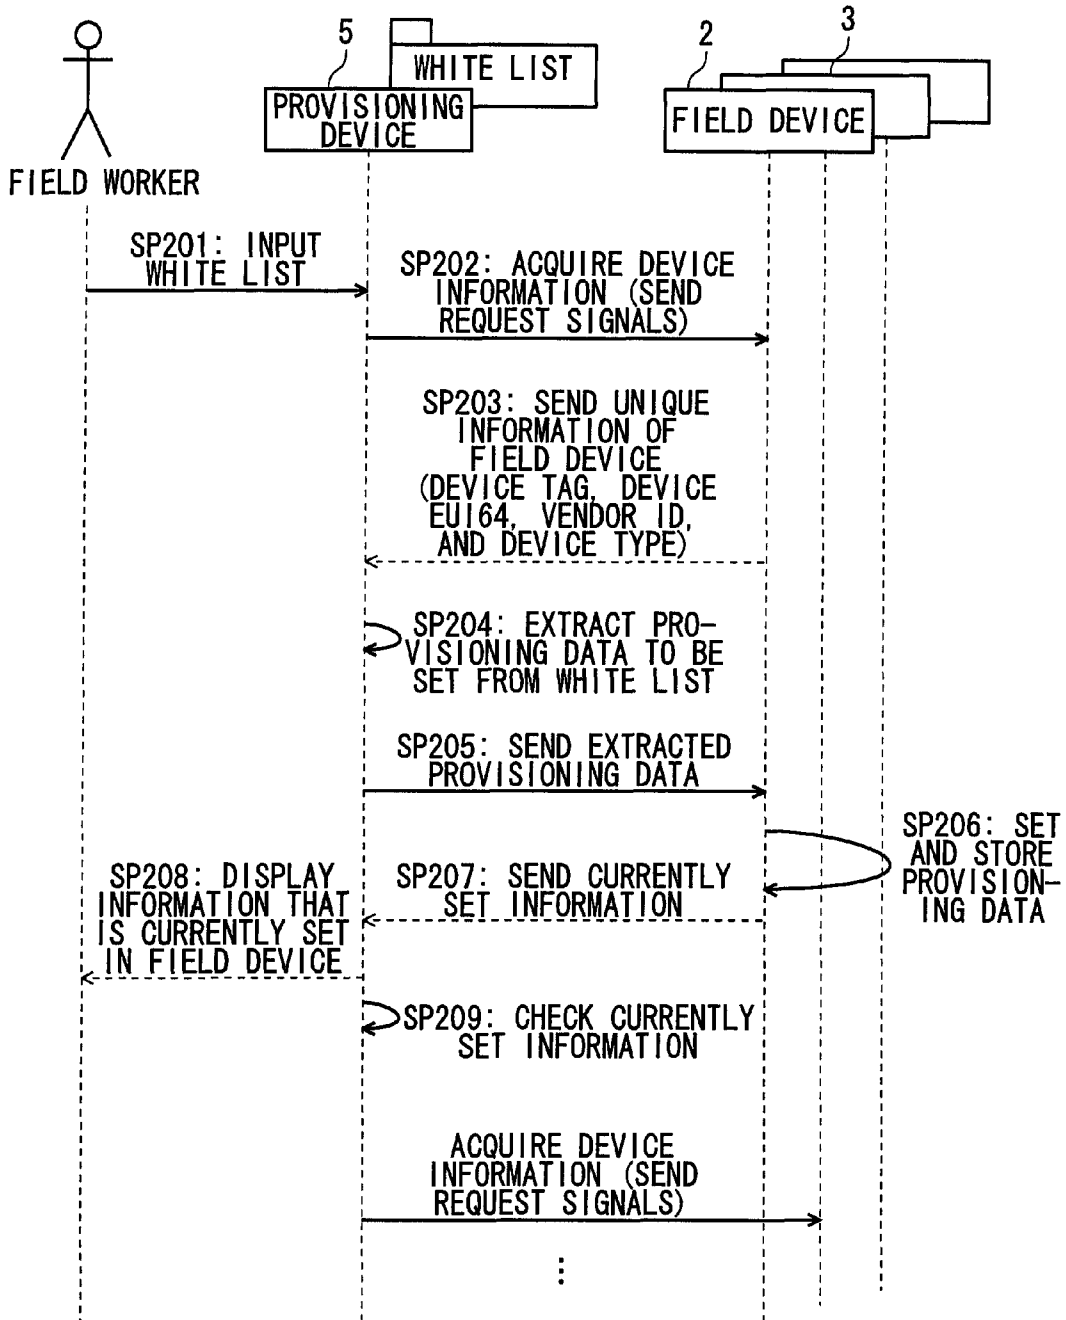 5
WHITE LIST
PROVISIONING
DEVICE
2
3
FIELD DEVICE
FIELD WORKER
SP201: INPUT
WHITE LIST
SP202: ACQUIRE DEVICE
INFORMATION (SEND
REQUEST SIGNALS)
SP203: SEND UNIQUE
INFORMATION OF
FIELD DEVICE
(DEVICE TAG, DEVICE
EUI64, VENDOR ID,
AND DEVICE TYPE)
SP204: EXTRACT PRO-
VISIONING DATA TO BE
SET FROM WHITE LIST
SP205: SEND EXTRACTED
PROVISIONING DATA
SP206: SET
AND STORE
PROVISION-
ING DATA
SP207: SEND CURRENTLY
SET INFORMATION
SP208: DISPLAY
INFORMATION THAT
IS CURRENTLY SET
IN FIELD DEVICE
SP209: CHECK CURRENTLY
SET INFORMATION
ACQUIRE DEVICE
INFORMATION (SEND
REQUEST SIGNALS)
⋮